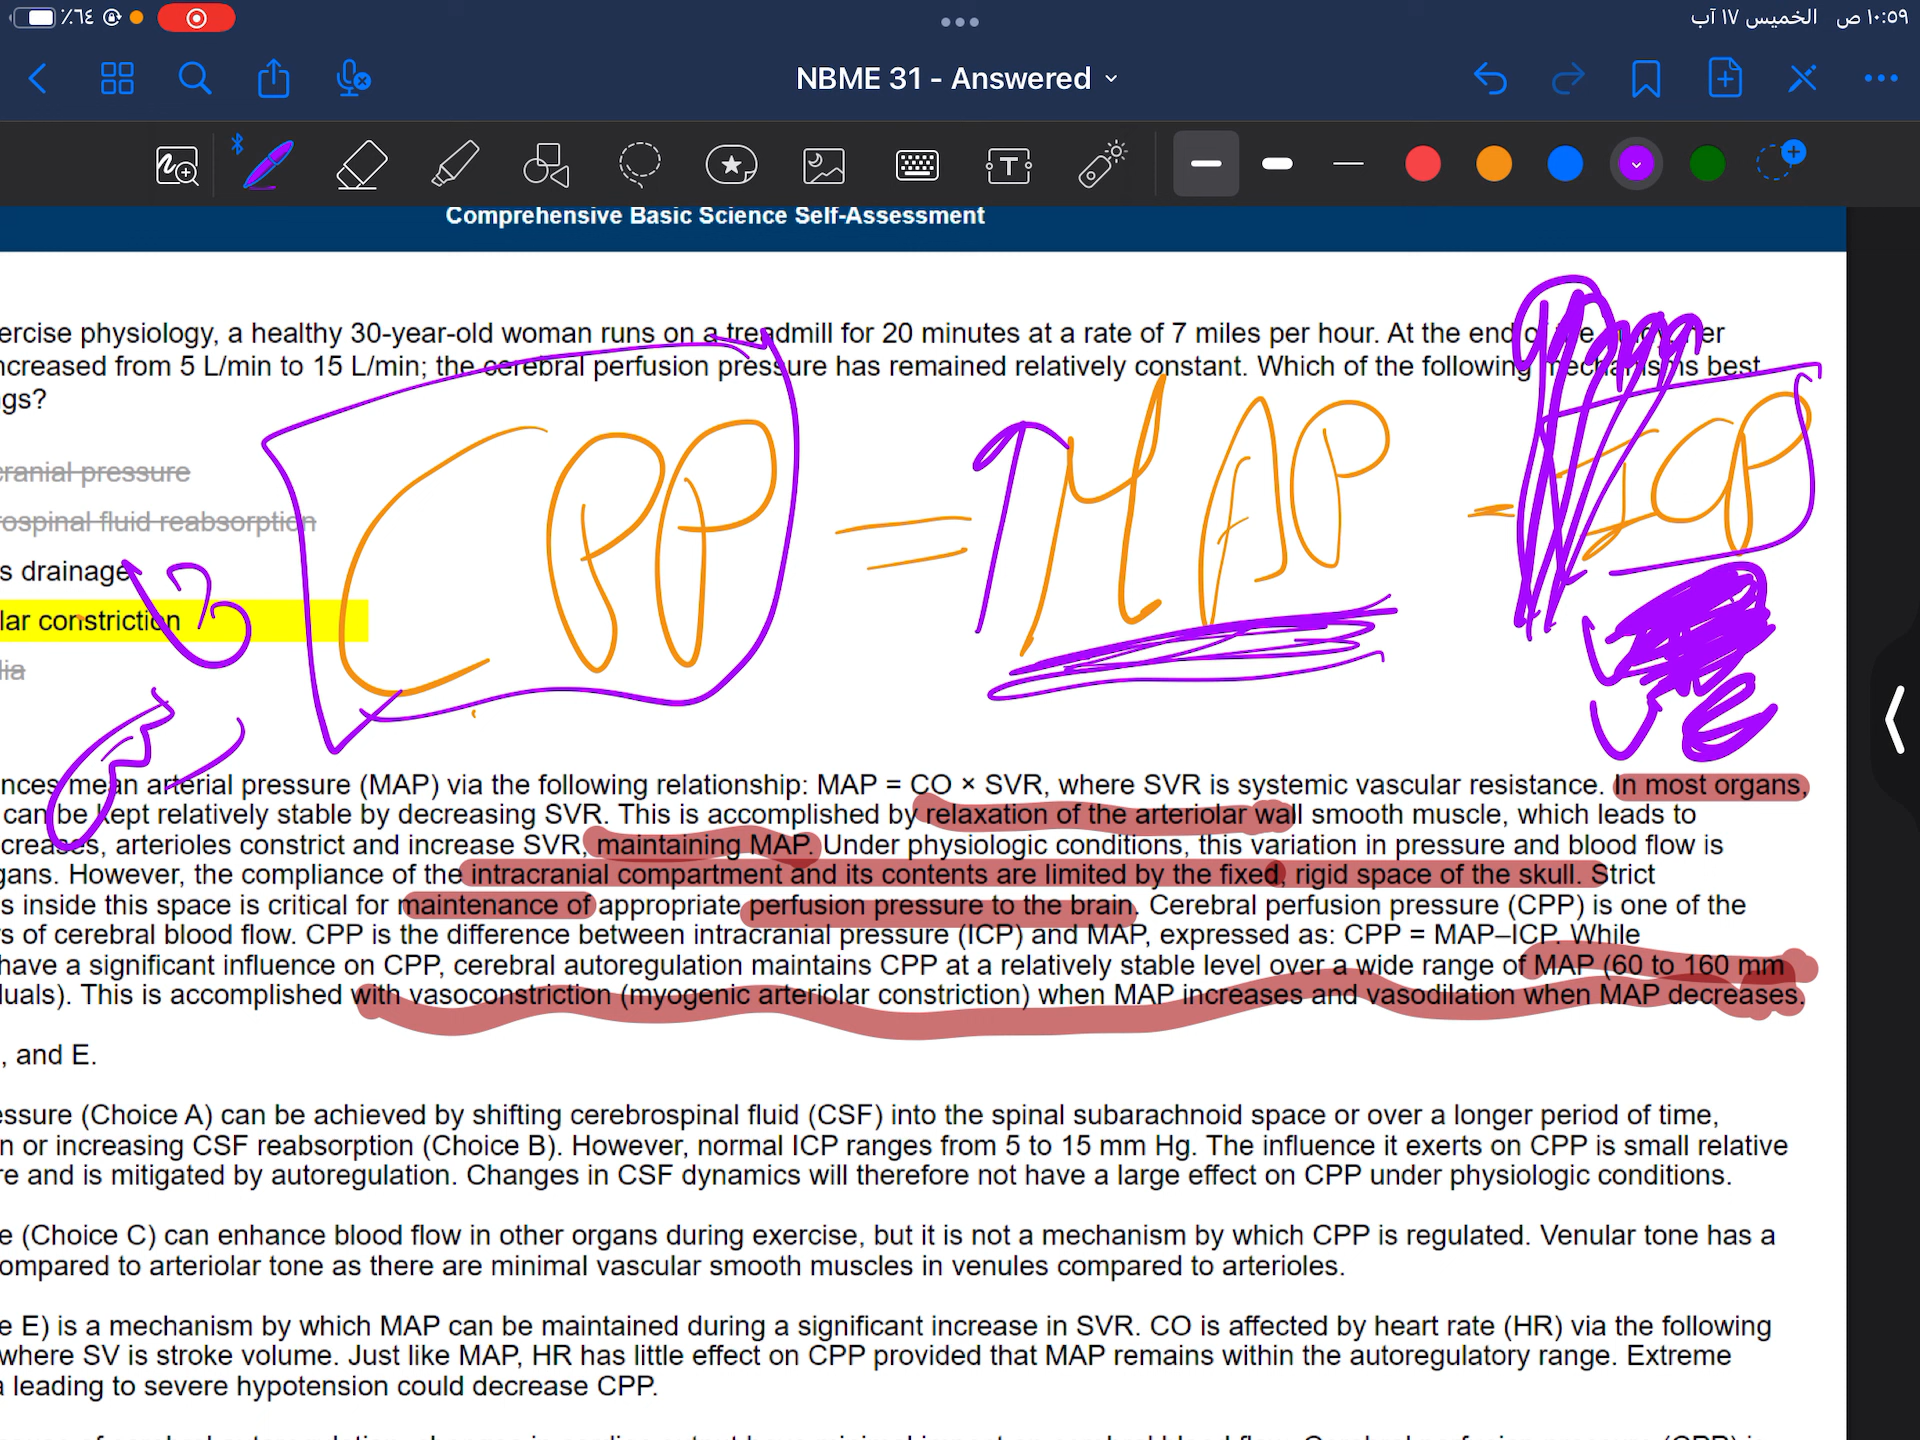 ٪٦٤ ١٠:٥٩ ص الخميس ١٧ آب
NBME 31 - Answered
T
Comprehensive Basic Science Self-Assessment
ercise physiology, a healthy 30-year-old woman runs on a treadmill for 20 minutes at a rate of 7 miles per hour. At the end of the er
ncreased from 5 L/min to 15 L/min; the cerebral perfusion pressure has remained relatively constant. Which of the following mechanisms best
gs?
cranial pressure
rospinal fluid reabsorption
s drainage
lar constriction
lia
CPP = MAP - ICP
nces mean arterial pressure (MAP) via the following relationship: MAP = CO × SVR, where SVR is systemic vascular resistance. In most organs,
can be kept relatively stable by decreasing SVR. This is accomplished by relaxation of the arteriolar wall smooth muscle, which leads to
creases, arterioles constrict and increase SVR, maintaining MAP. Under physiologic conditions, this variation in pressure and blood flow is
gans. However, the compliance of the intracranial compartment and its contents are limited by the fixed, rigid space of the skull. Strict
s inside this space is critical for maintenance of appropriate perfusion pressure to the brain. Cerebral perfusion pressure (CPP) is one of the
rs of cerebral blood flow. CPP is the difference between intracranial pressure (ICP) and MAP, expressed as: CPP = MAP–ICP. While
have a significant influence on CPP, cerebral autoregulation maintains CPP at a relatively stable level over a wide range of MAP (60 to 160 mm
luals). This is accomplished with vasoconstriction (myogenic arteriolar constriction) when MAP increases and vasodilation when MAP decreases.
, and E.
essure (Choice A) can be achieved by shifting cerebrospinal fluid (CSF) into the spinal subarachnoid space or over a longer period of time,
n or increasing CSF reabsorption (Choice B). However, normal ICP ranges from 5 to 15 mm Hg. The influence it exerts on CPP is small relative
re and is mitigated by autoregulation. Changes in CSF dynamics will therefore not have a large effect on CPP under physiologic conditions.
e (Choice C) can enhance blood flow in other organs during exercise, but it is not a mechanism by which CPP is regulated. Venular tone has a
ompared to arteriolar tone as there are minimal vascular smooth muscles in venules compared to arterioles.
e E) is a mechanism by which MAP can be maintained during a significant increase in SVR. CO is affected by heart rate (HR) via the following
where SV is stroke volume. Just like MAP, HR has little effect on CPP provided that MAP remains within the autoregulatory range. Extreme
a leading to severe hypotension could decrease CPP.